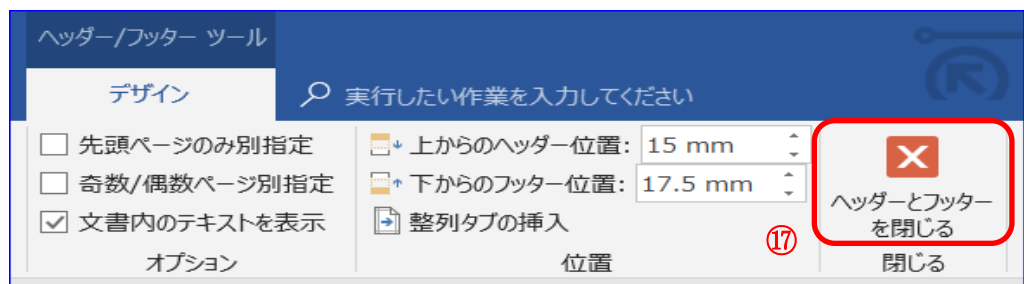 ヘッダー/フッター ツール
デザイン 実行したい作業を入力してください
先頭ページのみ別指定 上からのヘッダー位置: 15 mm
奇数/偶数ページ別指定 下からのフッター位置: 17.5 mm
文書内のテキストを表示 整列タブの挿入
ヘッダーとフッター
を閉じる
⑰
オプション 位置 閉じる